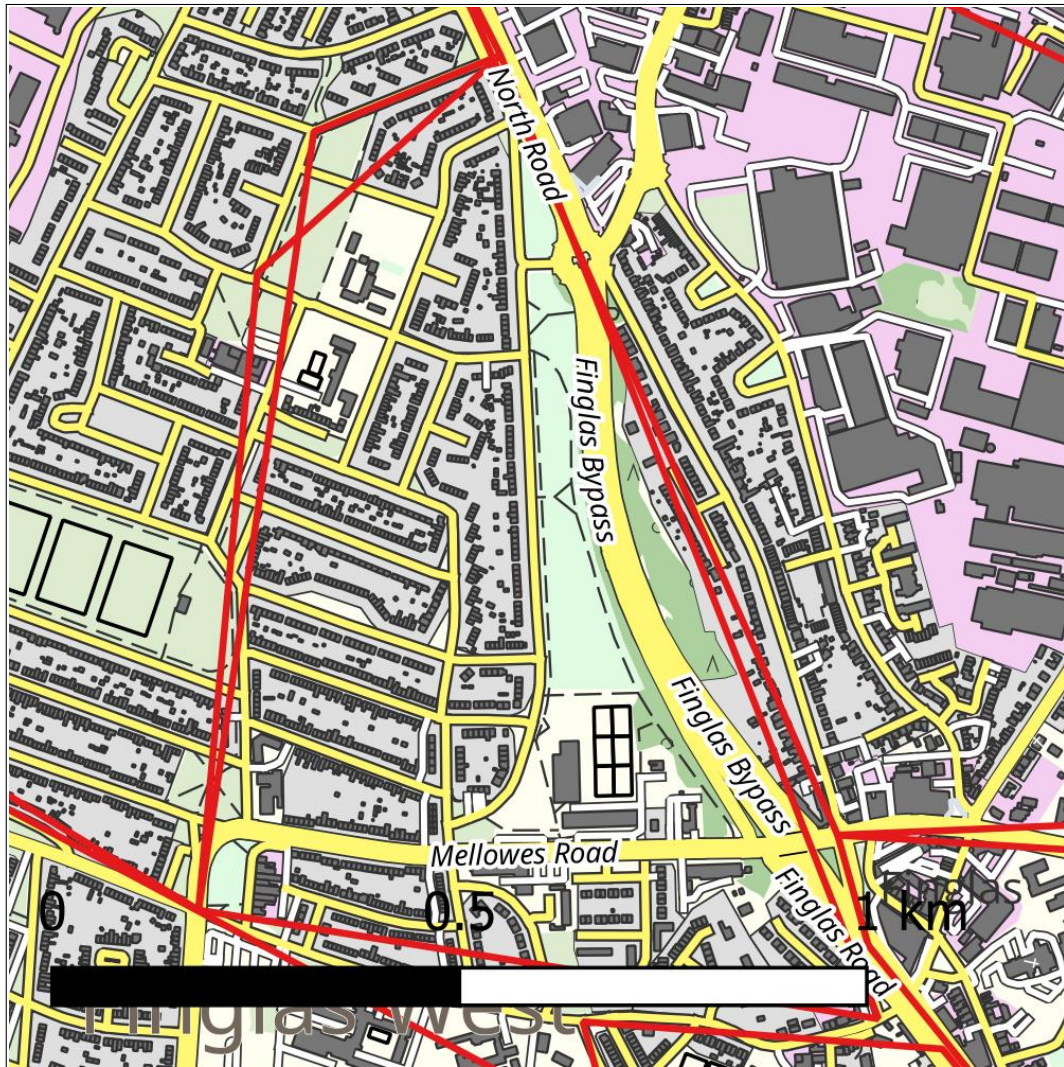 North Road
Finglas Bypass
Finglas Bypass
Mellowes Road
Finglas Road
Finglas
0
0.5
1 km
Finglas West